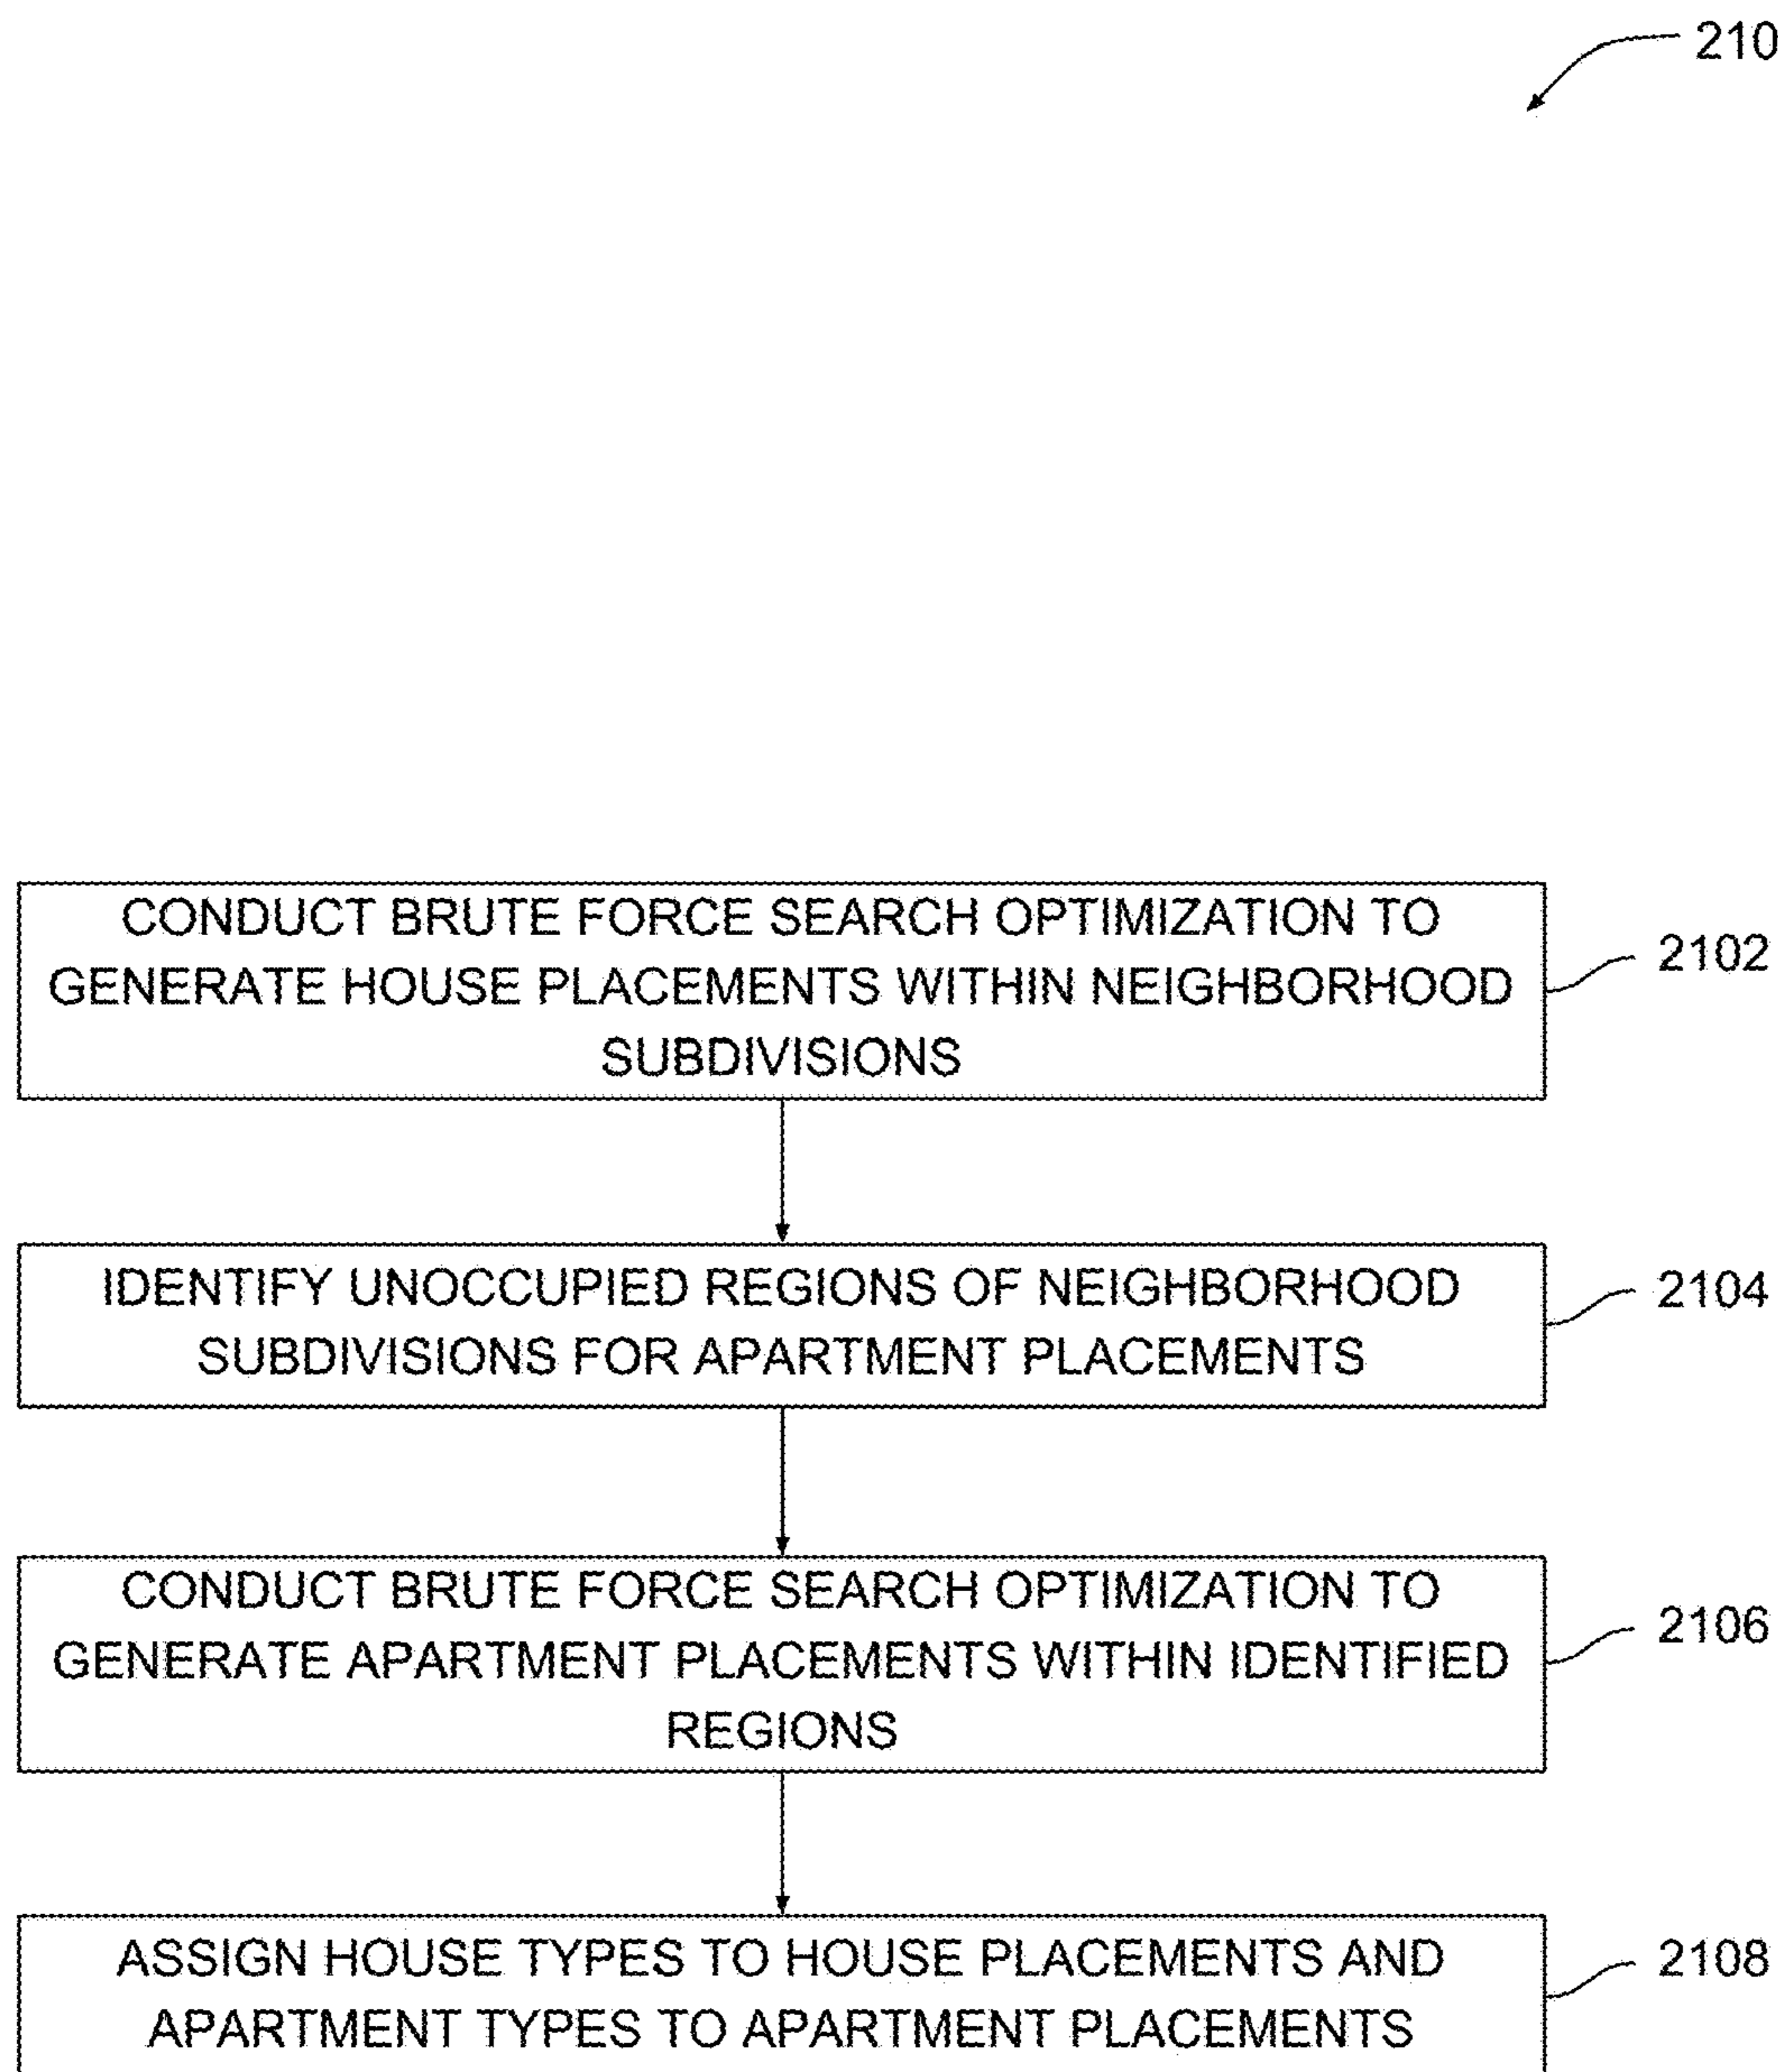 210
CONDUCT BRUTE FORCE SEARCH OPTIMIZATION TO
GENERATE HOUSE PLACEMENTS WITHIN NEIGHBORHOOD
SUBDIVISIONS
2102
IDENTIFY UNOCCUPIED REGIONS OF NEIGHBORHOOD
SUBDIVISIONS FOR APARTMENT PLACEMENTS
2104
CONDUCT BRUTE FORCE SEARCH OPTIMIZATION TO
GENERATE APARTMENT PLACEMENTS WITHIN IDENTIFIED
REGIONS
2106
ASSIGN HOUSE TYPES TO HOUSE PLACEMENTS AND
APARTMENT TYPES TO APARTMENT PLACEMENTS
2108